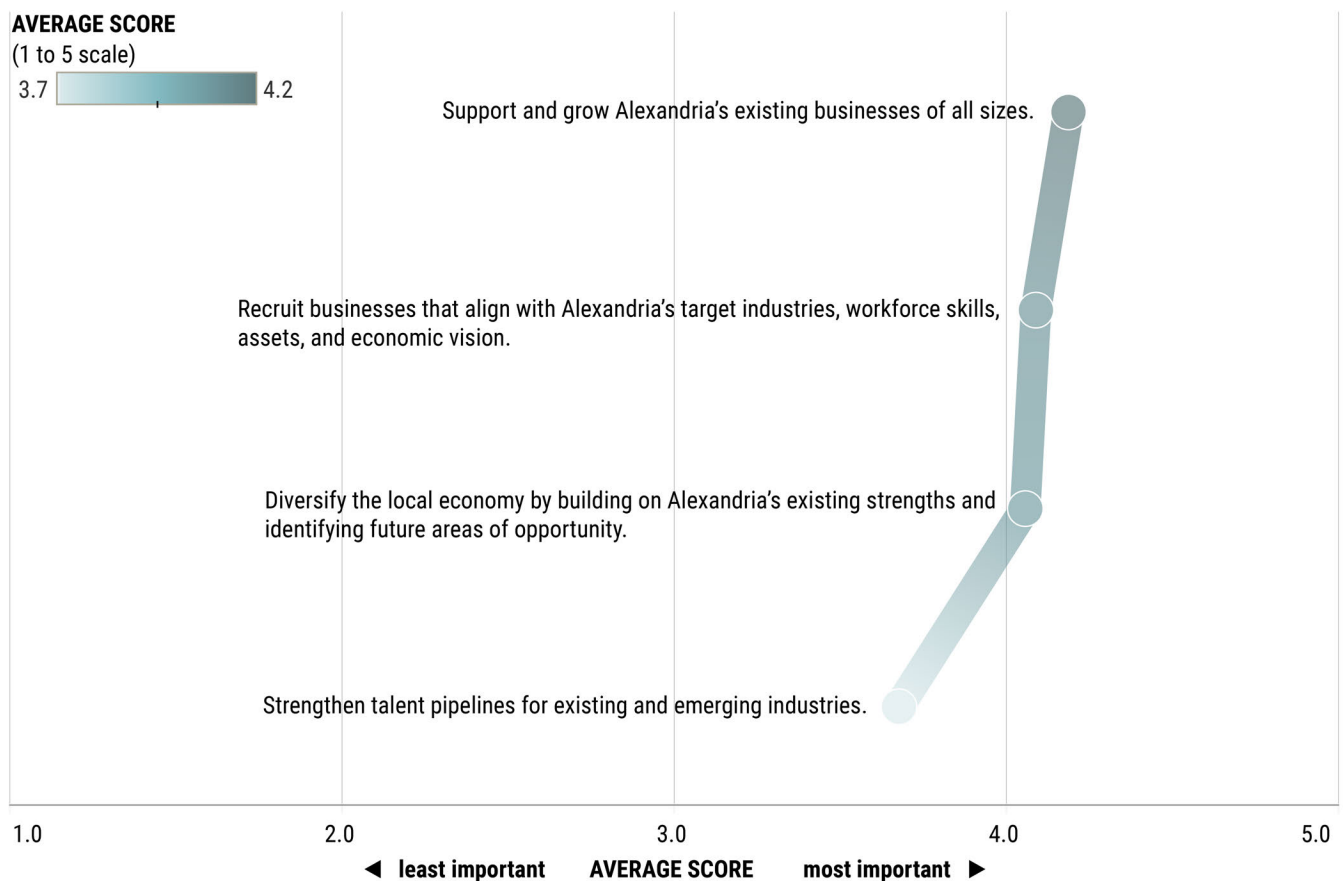 AVERAGE SCORE
(1 to 5 scale)
3.7 4.2
Support and grow Alexandria’s existing businesses of all sizes.
Recruit businesses that align with Alexandria’s target industries, workforce skills,
assets, and economic vision.
Diversify the local economy by building on Alexandria’s existing strengths and
identifying future areas of opportunity.
Strengthen talent pipelines for existing and emerging industries.
1.0 2.0 3.0 4.0 5.0
◀ least important AVERAGE SCORE most important ▶